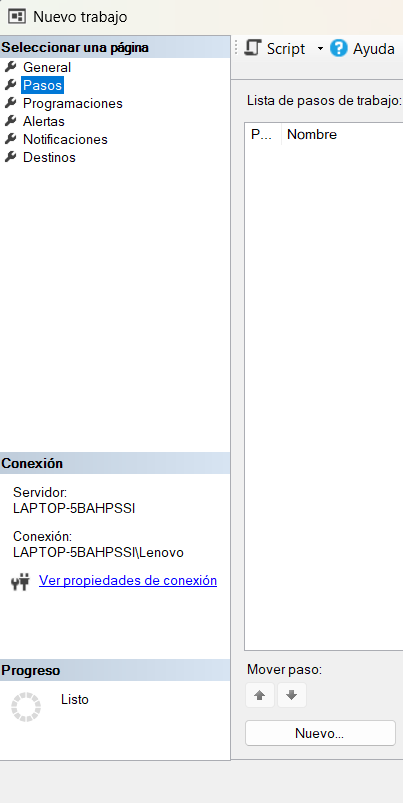 Nuevo trabajo
Seleccionar una página
General
Pasos
Programaciones
Alertas
Notificaciones
Destinos
Conexión
Servidor:
LAPTOP-5BAHPSSI
Conexión:
LAPTOP-5BAHPSSI\Lenovo
Ver propiedades de conexión
Progreso
Listo
Script
Ayuda
Lista de pasos de trabajo:
P... Nombre
Mover paso:
Nuevo...